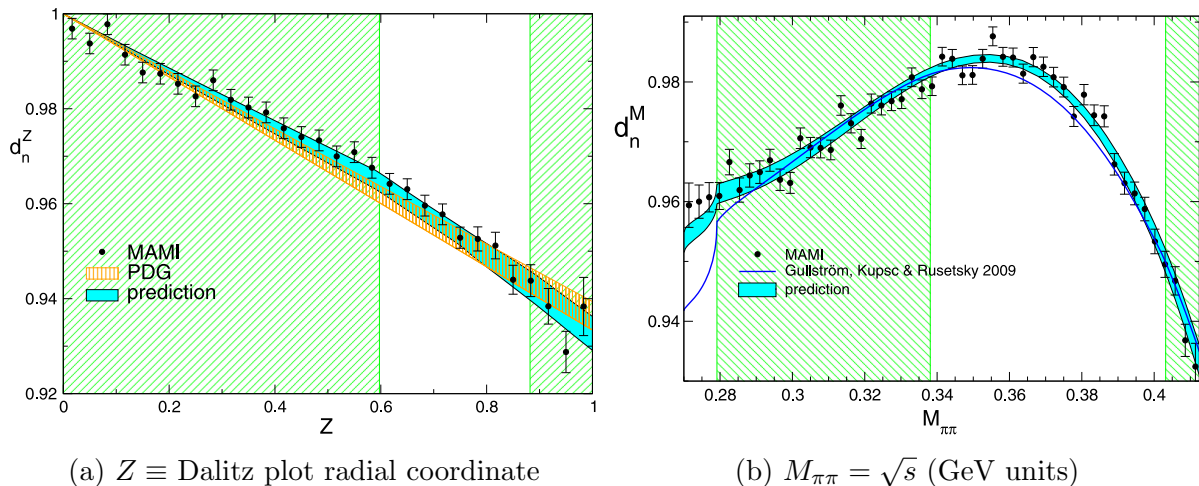 1
0.98
d_n^Z
0.96
0.94
0.92
MAMI
PDG
prediction
0 0.2 0.4 0.6 0.8 1
Z
(a) Z ≡ Dalitz plot radial coordinate
0.98
d_n^M
0.96
0.94
MAMI
Gullström, Kupsc & Rusetsky 2009
prediction
0.28 0.3 0.32 0.34 0.36 0.38 0.4
M_ππ
(b) M_ππ = √s (GeV units)